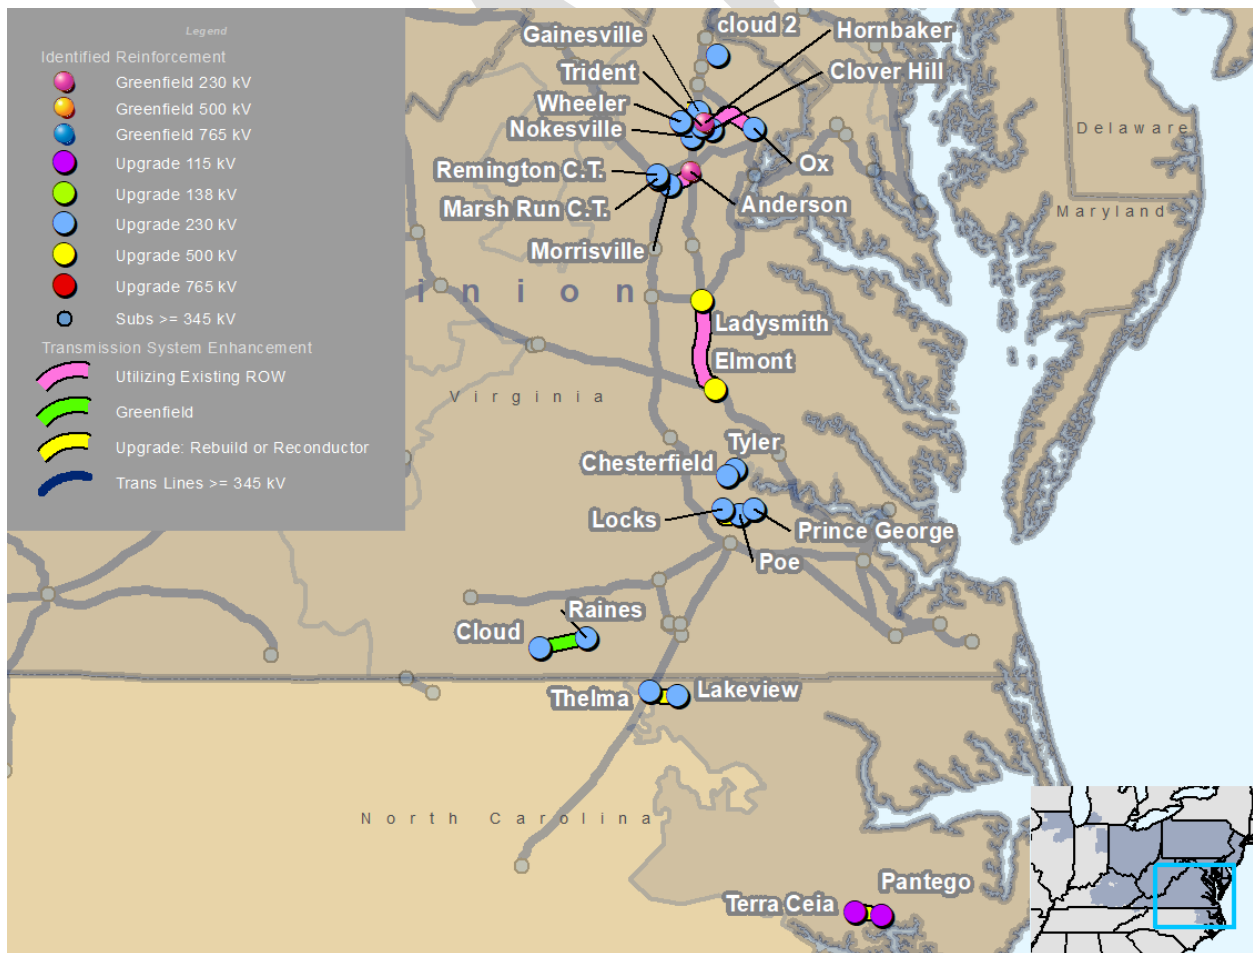 Legend
Identified Reinforcement
Greenfield 230 kV
Greenfield 500 kV
Greenfield 765 kV
Upgrade 115 kV
Upgrade 138 kV
Upgrade 230 kV
Upgrade 500 kV
Upgrade 765 kV
Subs >= 345 kV
Transmission System Enhancement
Utilizing Existing ROW
Greenfield
Upgrade: Rebuild or Reconductor
Trans Lines >= 345 kV
cloud 2
Gainesville
Hornbaker
Trident
Clover Hill
Wheeler
Nokesville
Delaware
Ox
Remington C.T.
Marsh Run C.T.
Anderson
Maryland
Morrisville
inion
Ladysmith
Elmont
Virginia
Tyler
Chesterfield
Locks
Prince George
Poe
Raines
Cloud
Thelma
Lakeview
North Carolina
Pantego
Terra Ceia